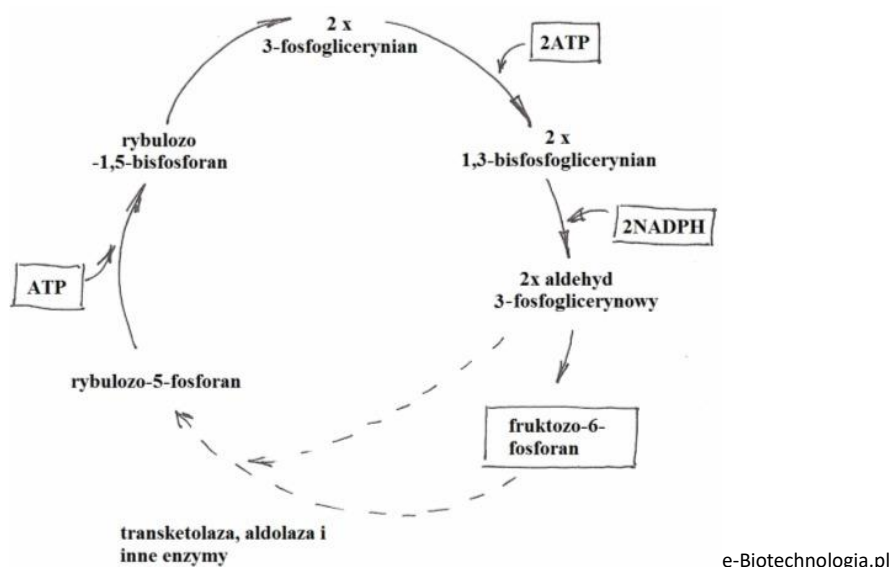 2 x
3-fosfoglicerynian
2ATP
2 x
1,3-bisfosfoglicerynian
2NADPH
2x aldehyd
3-fosfoglicerynowy
fruktozo-6-
fosforan
transketolaza, aldolaza i
inne enzymy
rybulozo-5-fosforan
ATP
rybulozo
-1,5-bisfosforan
e-Biotechnologia.pl